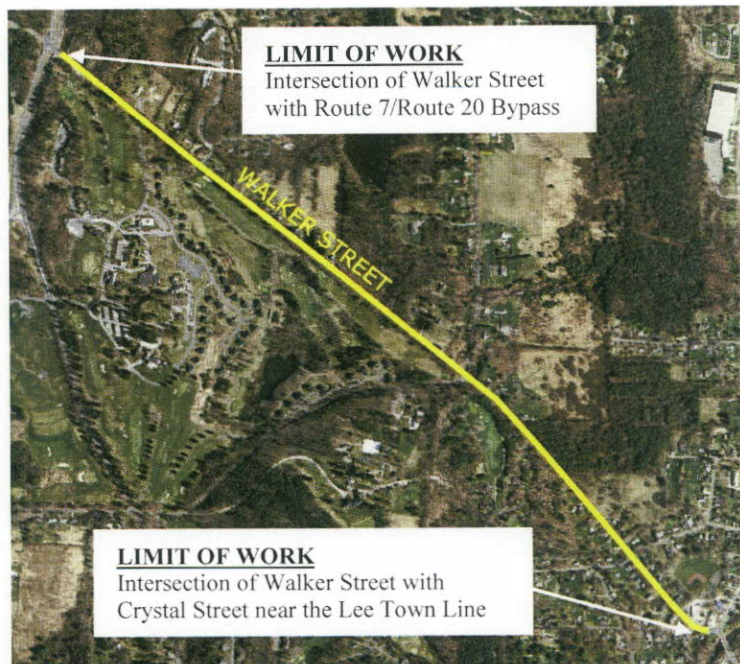 LIMIT OF WORK
Intersection of Walker Street
with Route 7/Route 20 Bypass
WALKER STREET
LIMIT OF WORK
Intersection of Walker Street with
Crystal Street near the Lee Town Line